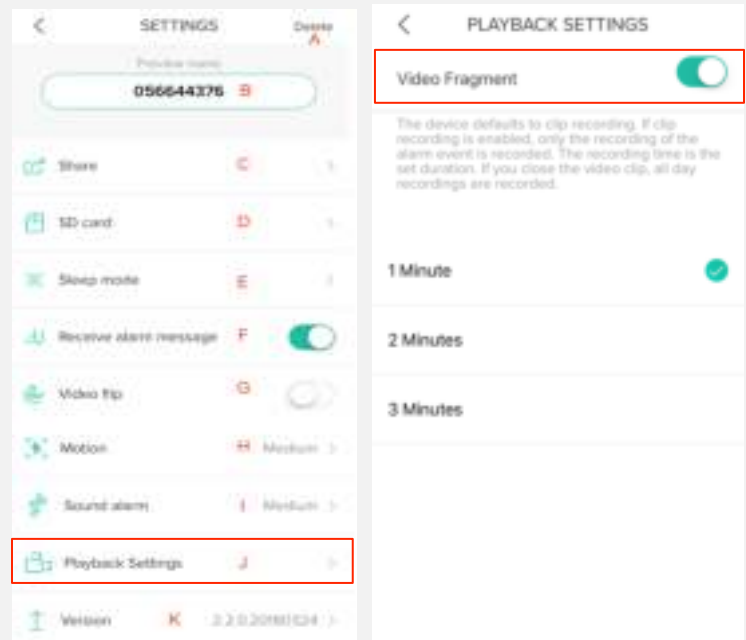 SETTINGS
Delete
A
Preview name
056644376 B
Share C
SD card D
Sleep mode E
Receive alarm message F
Video flip G
Motion H Medium
Sound alarm I Medium
Playback Settings J
Version K
PLAYBACK SETTINGS
Video Fragment
The device defaults to clip recording. If clip
recording is enabled, only the recording of the
alarm event is recorded. The recording time is the
set duration. If you close the video clip, all day
recordings are recorded.
1 Minute
2 Minutes
3 Minutes